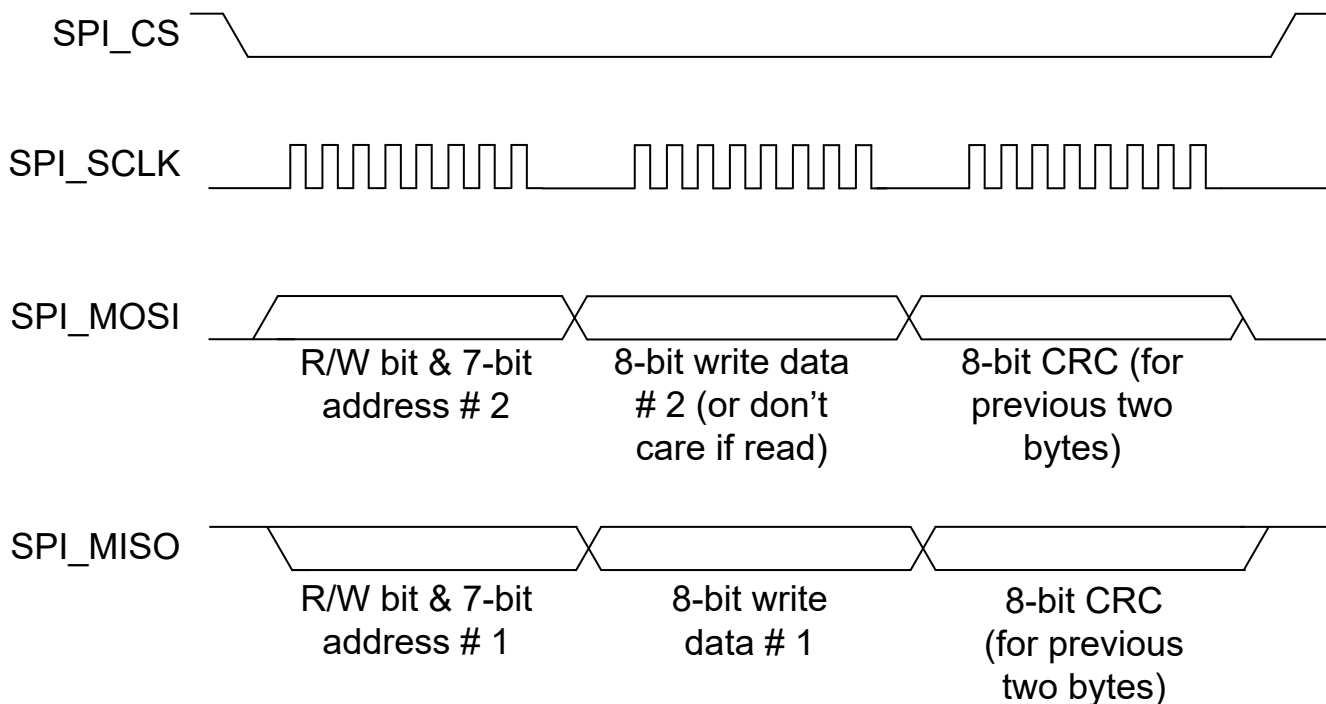 SPI_CS
SPI_SCLK
SPI_MOSI
R/W bit & 7-bit
address # 2
8-bit write data
# 2 (or don’t
care if read)
8-bit CRC (for
previous two
bytes)
SPI_MISO
R/W bit & 7-bit
address # 1
8-bit write
data # 1
8-bit CRC
(for previous
two bytes)